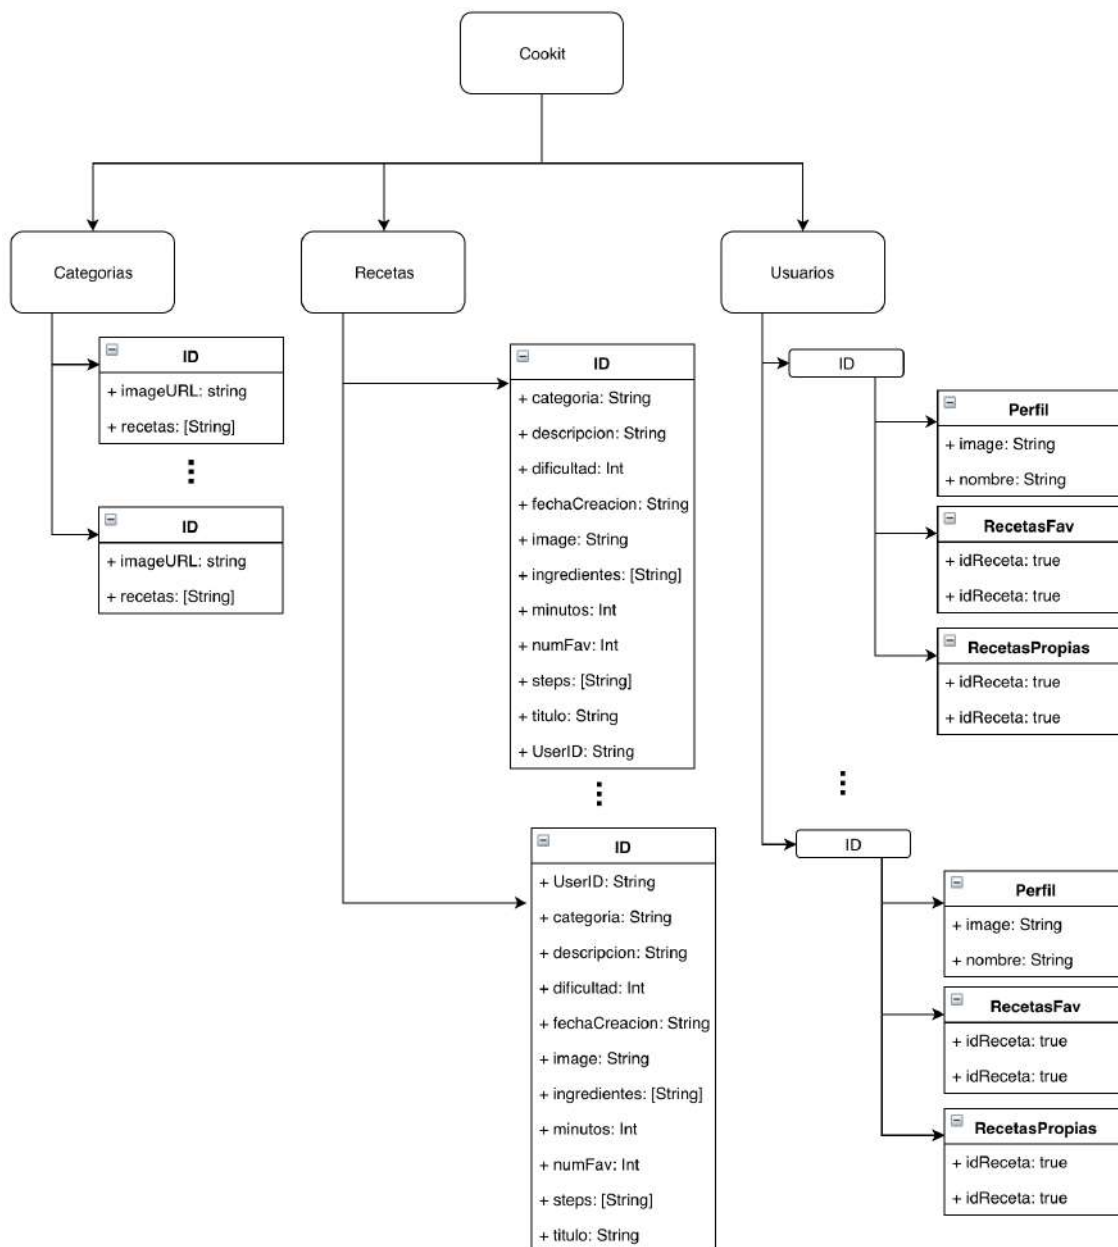 Cookit
Categorias
Recetas
Usuarios
ID
+ imageURL: string
+ recetas: [String]
ID
+ imageURL: string
+ recetas: [String]
ID
+ categoria: String
+ descripcion: String
+ dificultad: Int
+ fechaCreacion: String
+ image: String
+ ingredientes: [String]
+ minutos: Int
+ numFav: Int
+ steps: [String]
+ titulo: String
+ UserID: String
ID
+ UserID: String
+ categoria: String
+ descripcion: String
+ dificultad: Int
+ fechaCreacion: String
+ image: String
+ ingredientes: [String]
+ minutos: Int
+ numFav: Int
+ steps: [String]
+ titulo: String
ID
Perfil
+ image: String
+ nombre: String
RecetasFav
+ idReceta: true
+ idReceta: true
RecetasPropias
+ idReceta: true
+ idReceta: true
ID
Perfil
+ image: String
+ nombre: String
RecetasFav
+ idReceta: true
+ idReceta: true
RecetasPropias
+ idReceta: true
+ idReceta: true